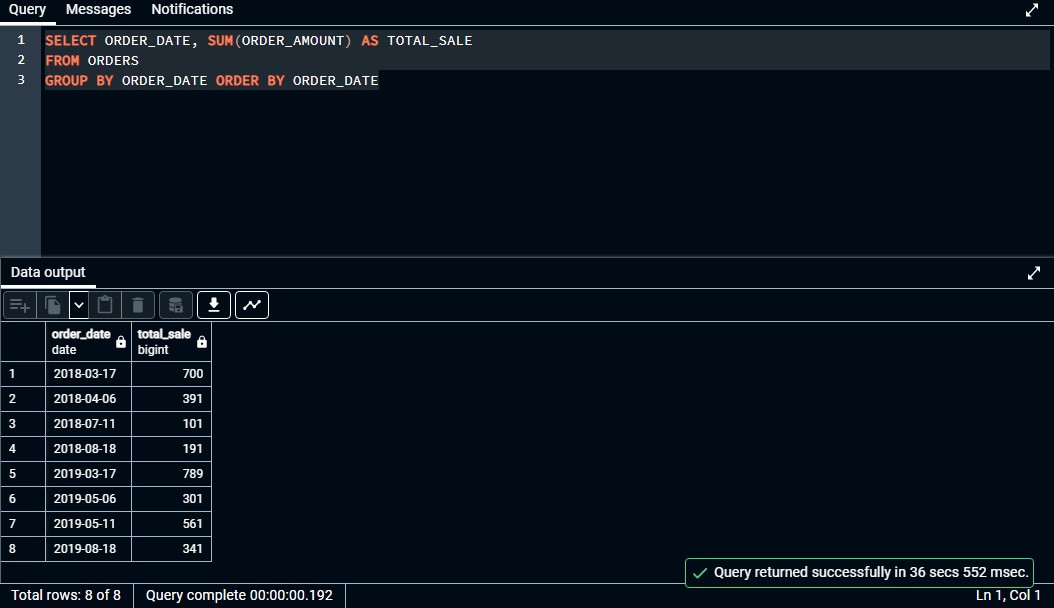 Query Messages Notifications
1 SELECT ORDER_DATE, SUM(ORDER_AMOUNT) AS TOTAL_SALE
2 FROM ORDERS
3 GROUP BY ORDER_DATE ORDER BY ORDER_DATE
Data output
order_date total_sale
date bigint
1 2018-03-17 700
2 2018-04-06 391
3 2018-07-11 101
4 2018-08-18 191
5 2019-03-17 789
6 2019-05-06 301
7 2019-05-11 561
8 2019-08-18 341
Query returned successfully in 36 secs 552 msec.
Total rows: 8 of 8 Query complete 00:00:00.192 Ln 1, Col 1